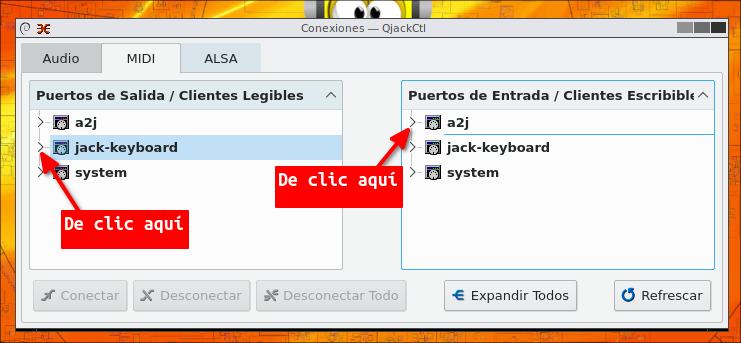 Conexiones — QjackCtl
Audio
MIDI
ALSA
Puertos de Salida / Clientes Legibles
a2j
jack-keyboard
system
De clic aquí
Puertos de Entrada / Clientes Escribible
a2j
jack-keyboard
system
De clic aquí
Conectar
Desconectar
Desconectar Todo
Expandir Todos
Refrescar